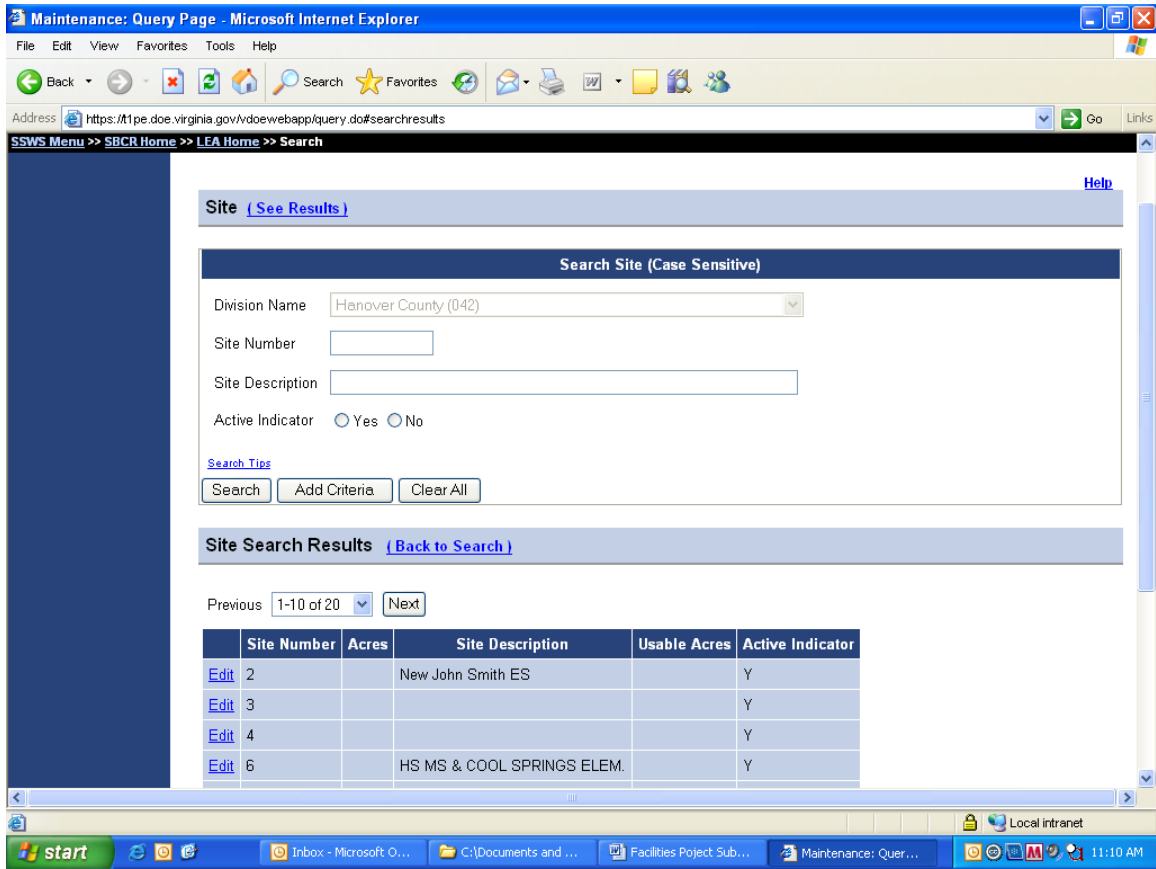 Maintenance: Query Page - Microsoft Internet Explorer
File Edit View Favorites Tools Help
Back Search Favorites
Address https://t1pe.doe.virginia.gov/vdoewebapp/query.do#searchresults Go Links
SSWS Menu >> SBCR Home >> LEA Home >> Search
Help
Site ( See Results )
Search Site (Case Sensitive)
Division Name Hanover County (042)
Site Number
Site Description
Active Indicator Yes No
Search Tips
Search Add Criteria Clear All
Site Search Results ( Back to Search )
Previous 1-10 of 20 Next
Site Number Acres Site Description Usable Acres Active Indicator
Edit 2 New John Smith ES Y
Edit 3 Y
Edit 4 Y
Edit 6 HS MS & COOL SPRINGS ELEM. Y
Local intranet
start Inbox - Microsoft O... C:\Documents and ... Facilities Poject Sub... Maintenance: Quer... 11:10 AM